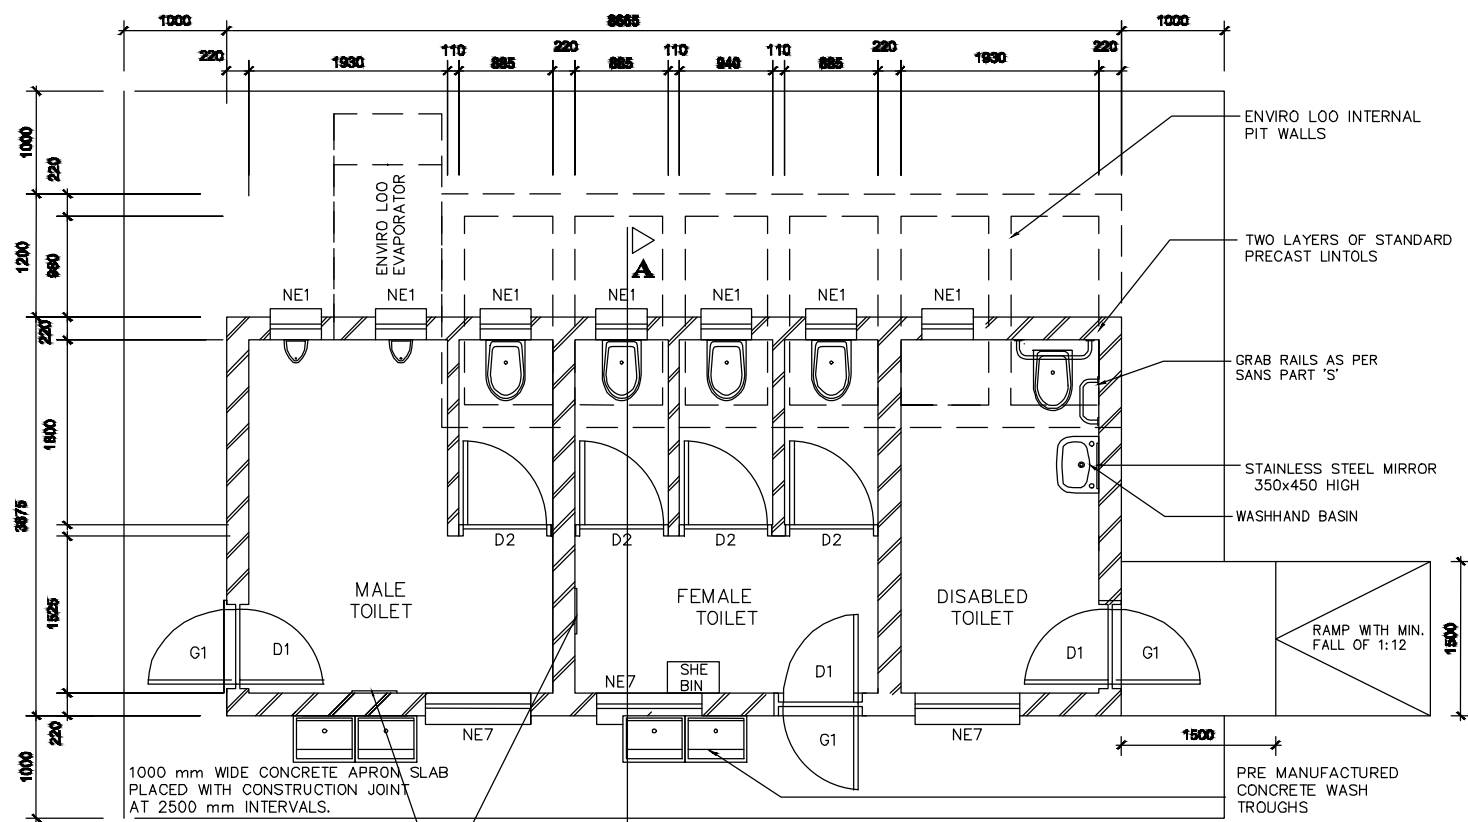 1000
8665
1000
220
1930
110
885
220
885
110
940
110
885
220
1930
220
1000
220
1200
980
220
1800
3875
1525
220
1000
ENVIRO LOO
EVAPORATOR
A
NE1
NE1
NE1
NE1
NE1
NE1
NE1
ENVIRO LOO INTERNAL
PIT WALLS
TWO LAYERS OF STANDARD
PRECAST LINTOLS
GRAB RAILS AS PER
SANS PART 'S'
STAINLESS STEEL MIRROR
350x450 HIGH
WASHHAND BASIN
D2
D2
D2
D2
MALE
TOILET
FEMALE
TOILET
DISABLED
TOILET
G1
D1
SHE
BIN
D1
G1
D1
G1
RAMP WITH MIN.
FALL OF 1:12
1500
1500
NE7
NE7
NE7
1000 mm WIDE CONCRETE APRON SLAB
PLACED WITH CONSTRUCTION JOINT
AT 2500 mm INTERVALS.
PRE MANUFACTURED
CONCRETE WASH
TROUGHS